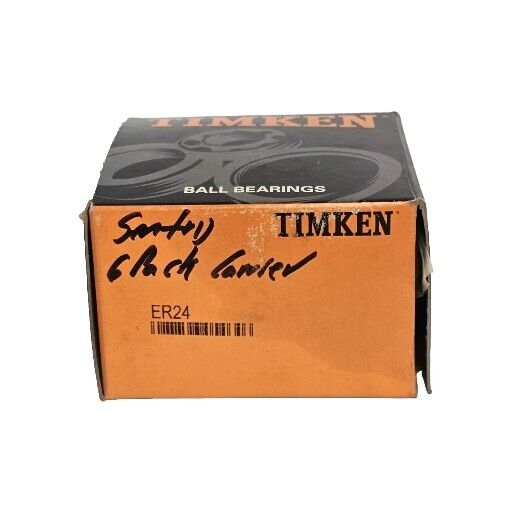 TIMKEN
BALL BEARINGS
TIMKEN
6 Pack
ER24